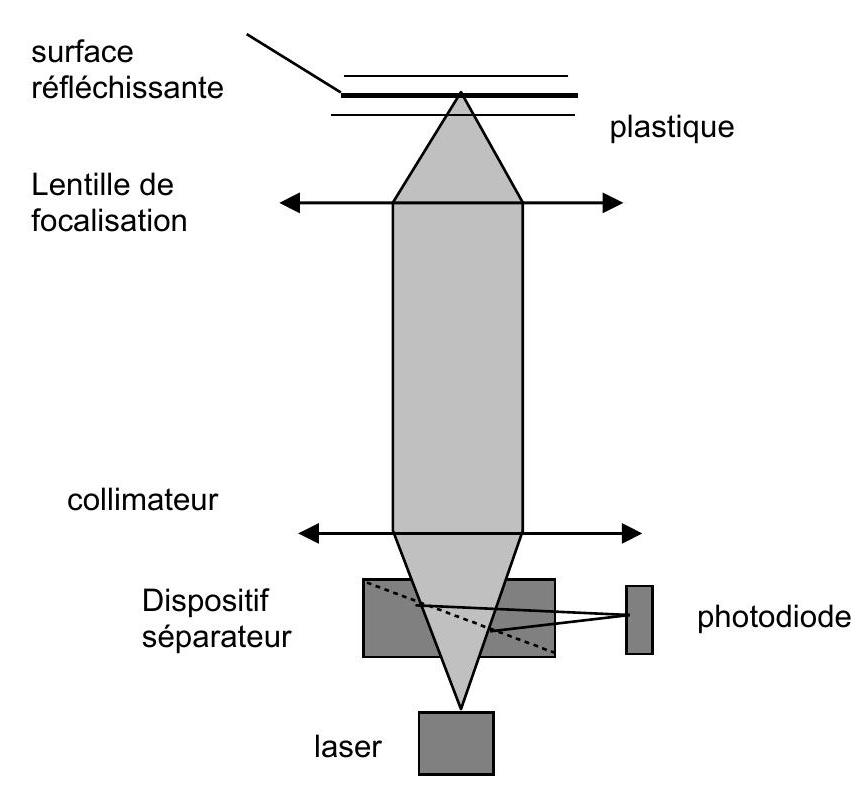 surface
réfléchissante
plastique
Lentille de
focalisation
collimateur
Dispositif
séparateur
photodiode
laser